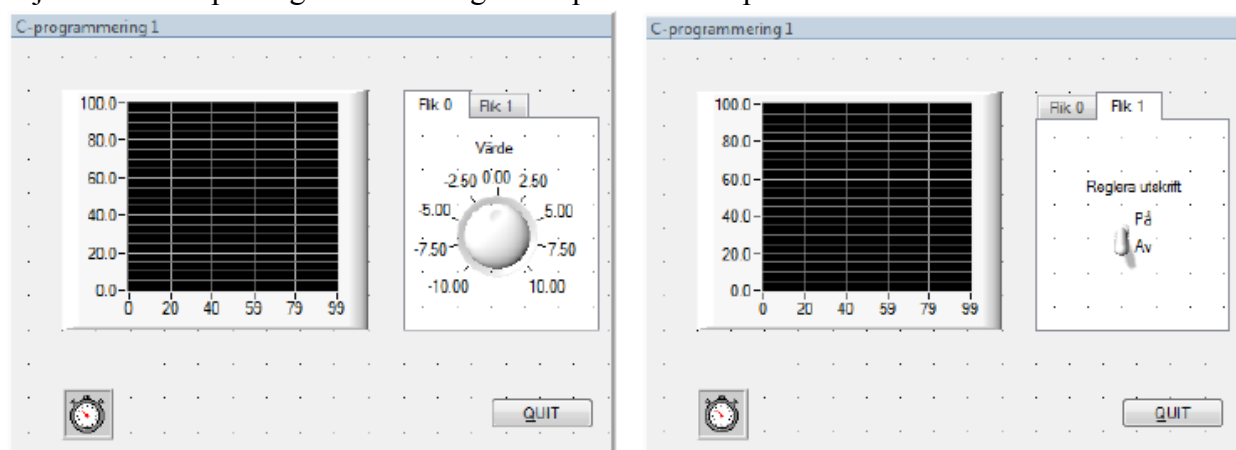 C-programmering 1
100.0
80.0
60.0
40.0
20.0
0.0
0 20 40 59 79 99
Flik 0 Flik 1
Värde
-2.50 0.00 2.50
-5.00 5.00
-7.50 7.50
-10.00 10.00
QUIT
C-programmering 1
100.0
80.0
60.0
40.0
20.0
0.0
0 20 40 59 79 99
Flik 0 Flik 1
Reglera utskrift
På
Av
QUIT